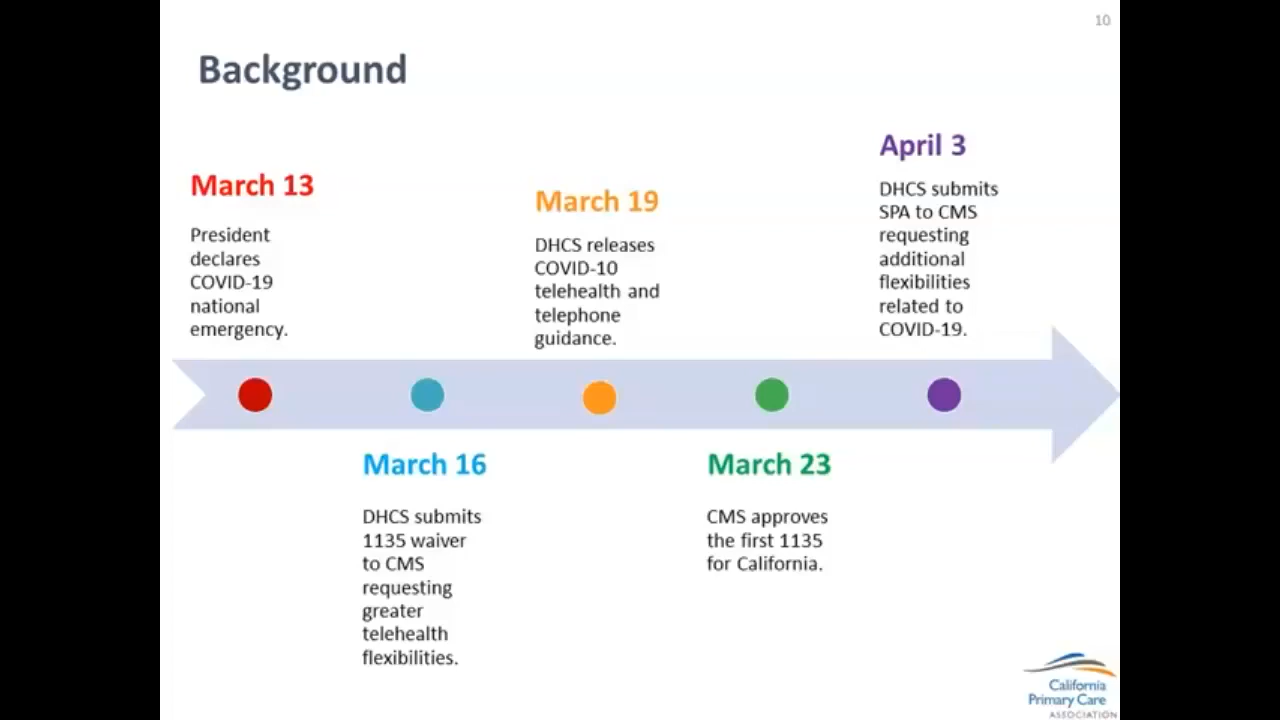 10
Background
March 13
President
declares
COVID-19
national
emergency.
March 16
DHCS submits
1135 waiver
to CMS
requesting
greater
telehealth
flexibilities.
March 19
DHCS releases
COVID-10
telehealth and
telephone
guidance.
March 23
CMS approves
the first 1135
for California.
April 3
DHCS submits
SPA to CMS
requesting
additional
flexibilities
related to
COVID-19.
California
Primary Care
ASSOCIATION